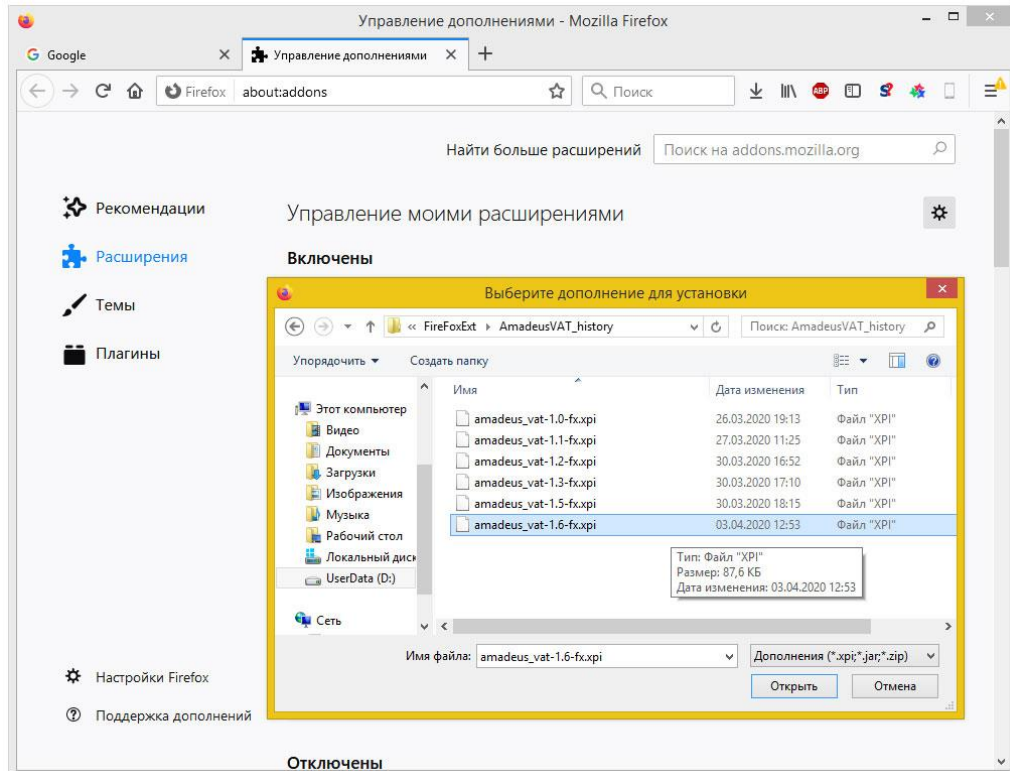 Управление дополнениями - Mozilla Firefox
Google
Управление дополнениями
Firefox about:addons
Поиск
ABP
Найти больше расширений
Поиск на addons.mozilla.org
Рекомендации
Управление моими расширениями
Расширения
Включены
Темы
Плагины
Выберите дополнение для установки
« FireFoxExt AmadeusVAT_history
Поиск: AmadeusVAT_history
Упорядочить
Создать папку
Имя Дата изменения Тип
Этот компьютер
Видео
Документы
Загрузки
Изображения
Музыка
Рабочий стол
Локальный диск
UserData (D:)
Сеть
amadeus_vat-1.0-fx.xpi 26.03.2020 19:13 Файл "XPI"
amadeus_vat-1.1-fx.xpi 27.03.2020 11:25 Файл "XPI"
amadeus_vat-1.2-fx.xpi 30.03.2020 16:52 Файл "XPI"
amadeus_vat-1.3-fx.xpi 30.03.2020 17:10 Файл "XPI"
amadeus_vat-1.5-fx.xpi 30.03.2020 18:15 Файл "XPI"
amadeus_vat-1.6-fx.xpi 03.04.2020 12:53 Файл "XPI"
Тип: Файл "XPI"
Размер: 87,6 КБ
Дата изменения: 03.04.2020 12:53
Имя файла: amadeus_vat-1.6-fx.xpi
Дополнения (*.xpi;*.jar;*.zip)
Открыть
Отмена
Настройки Firefox
Поддержка дополнений
Отключены